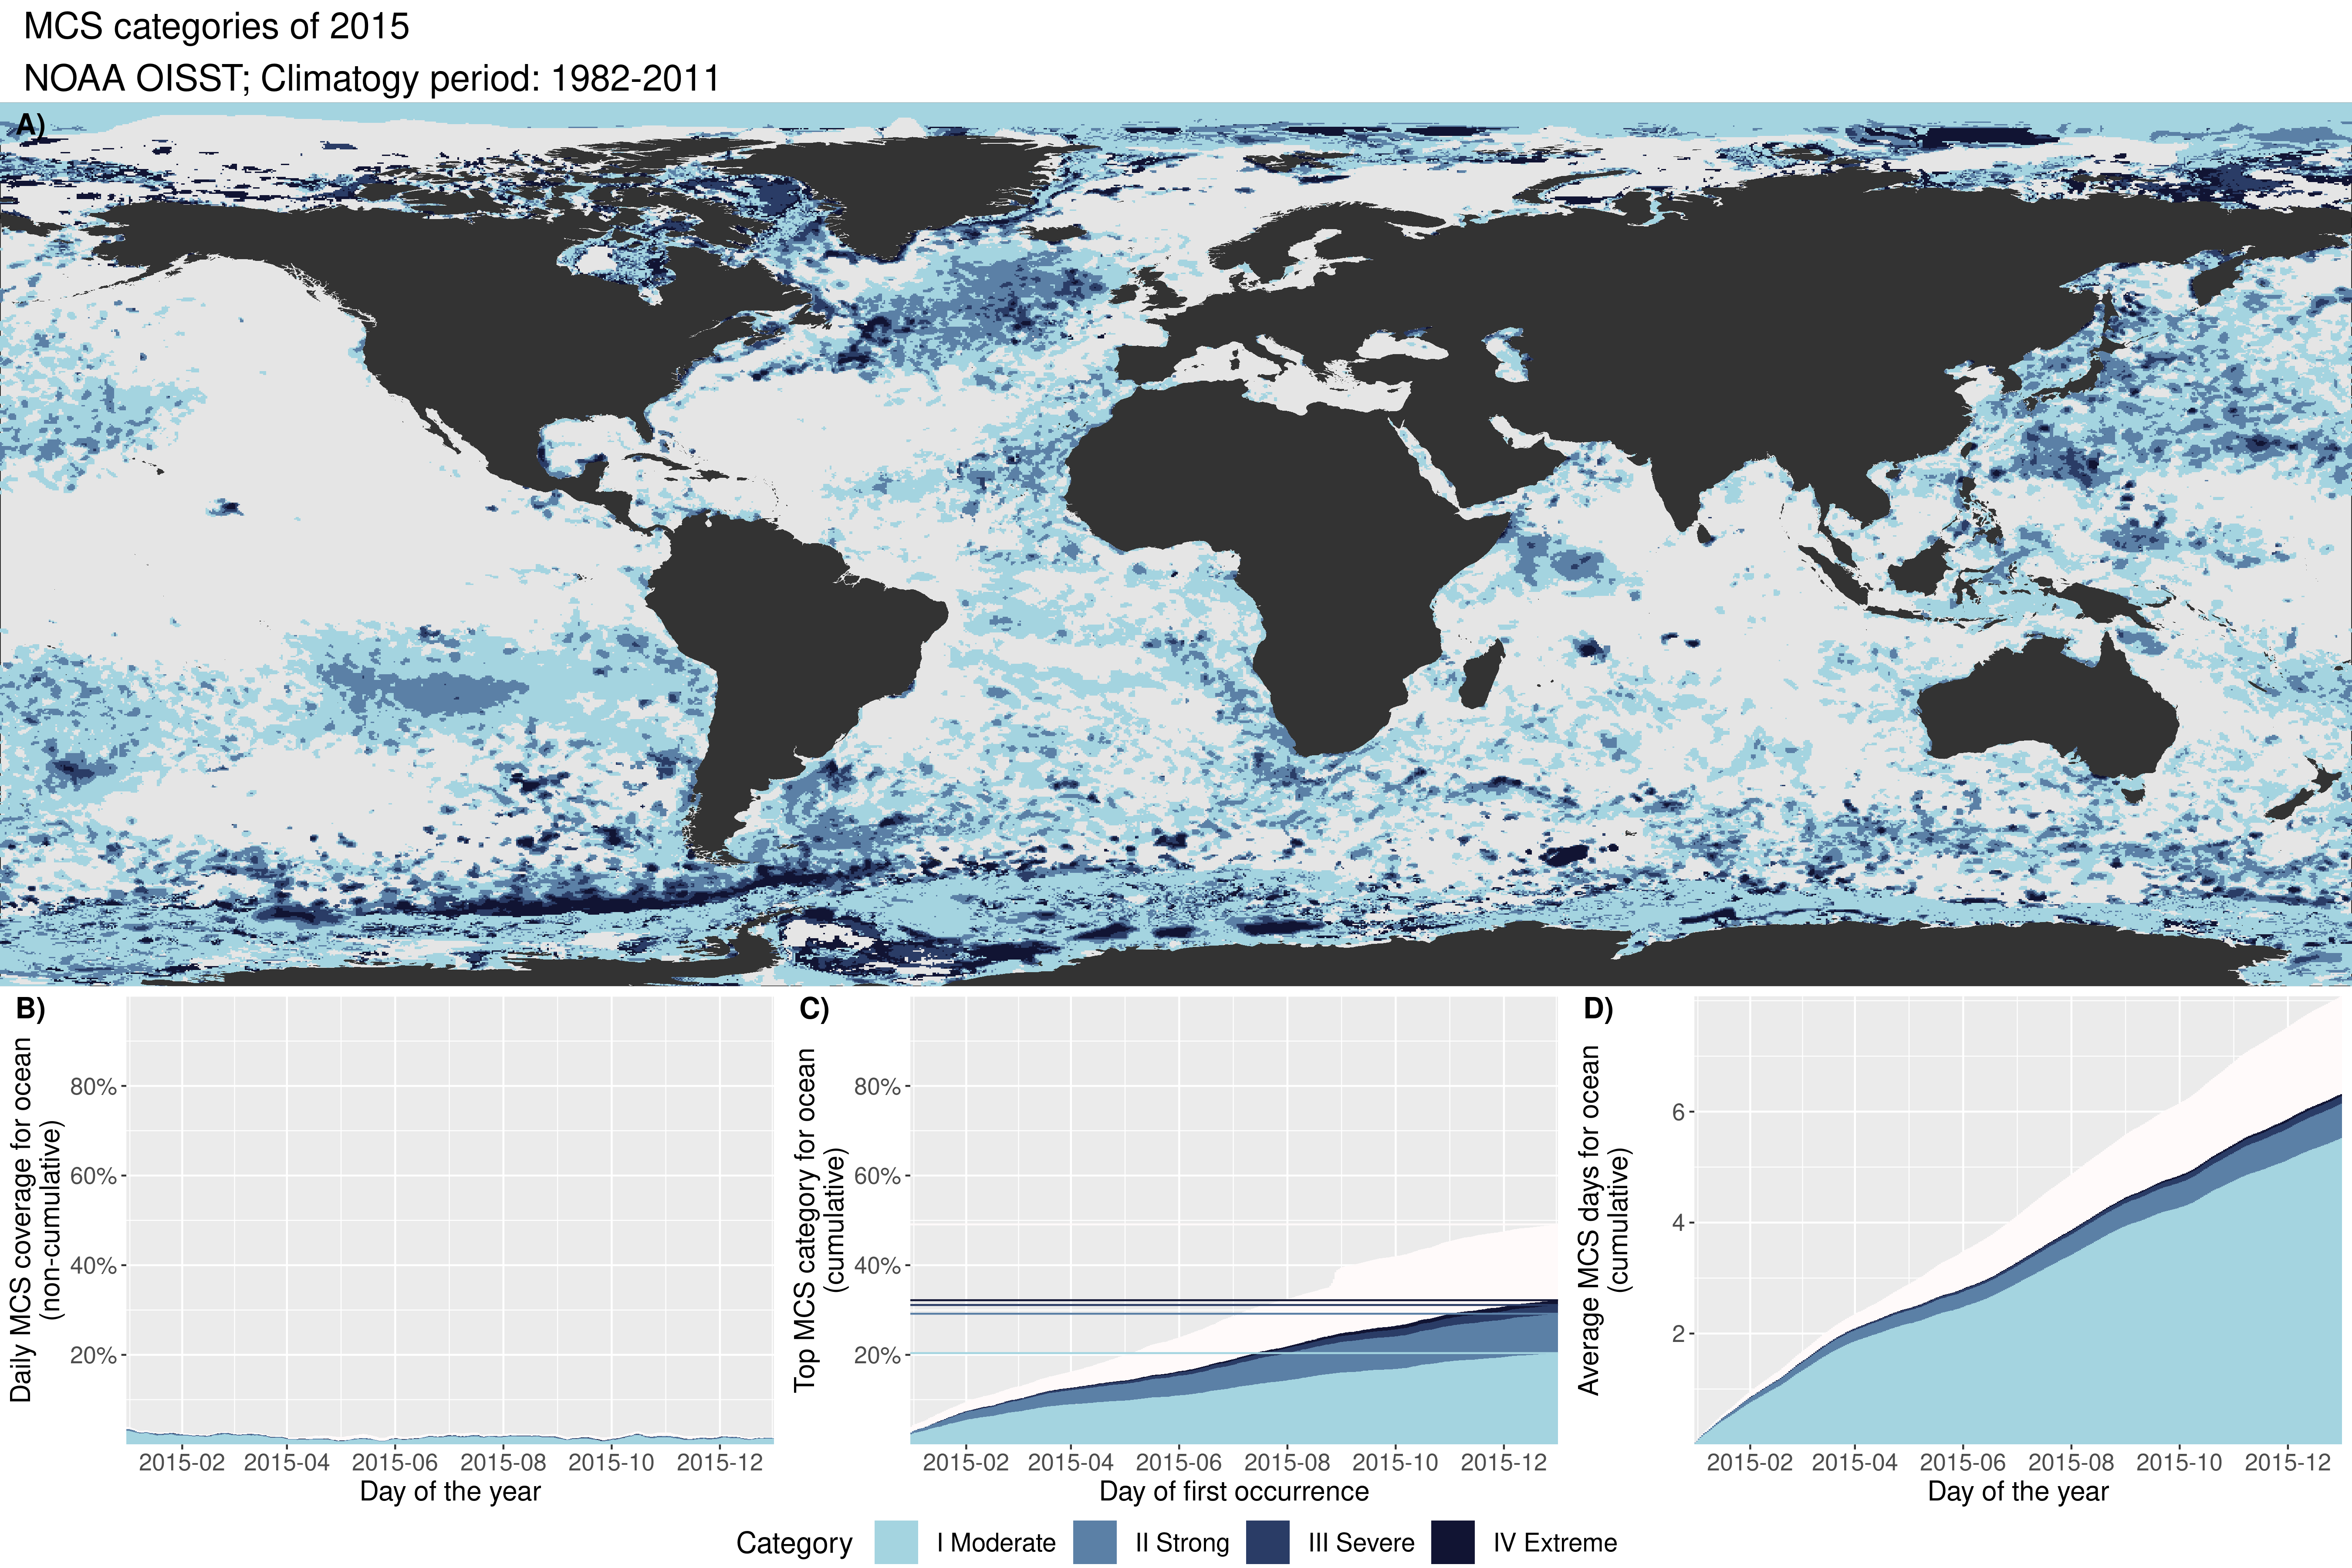 MCS categories of 2015
NOAA OISST; Climatogy period: 1982-2011
A)
B)
Daily MCS coverage for ocean
(non-cumulative)
80%
60%
40%
20%
2015-02 2015-04 2015-06 2015-08 2015-10 2015-12
Day of the year
C)
Top MCS category for ocean
(cumulative)
80%
60%
40%
20%
2015-02 2015-04 2015-06 2015-08 2015-10 2015-12
Day of first occurrence
D)
Average MCS days for ocean
(cumulative)
6
4
2
2015-02 2015-04 2015-06 2015-08 2015-10 2015-12
Day of the year
Category I Moderate II Strong III Severe IV Extreme